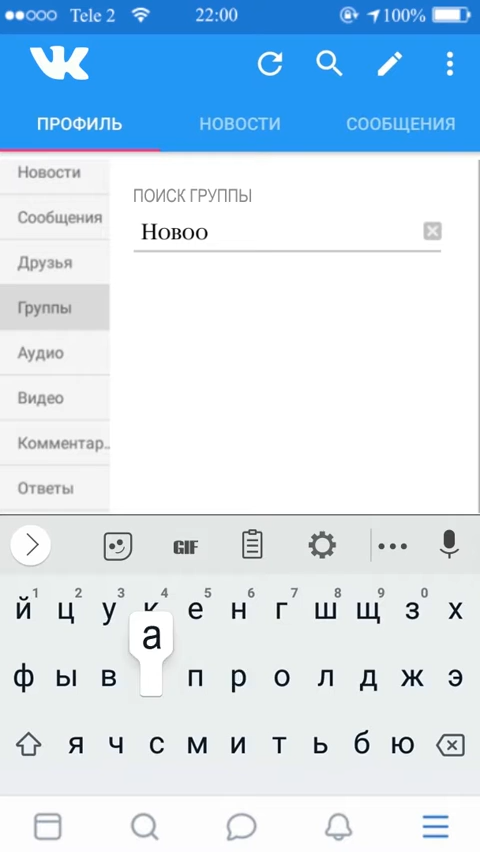 Tele 2
22:00
100%
VK
ПРОФИЛЬ
НОВОСТИ
СООБЩЕНИЯ
Новости
Сообщения
Друзья
Группы
Аудио
Видео
Комментар..
Ответы
ПОИСК ГРУППЫ
Новоо
GIF
1 2 3 4 5 6 7 8 9 0
й ц у к е н г ш щ з х
а
ф ы в п р о л д ж э
я ч с м и т ь б ю